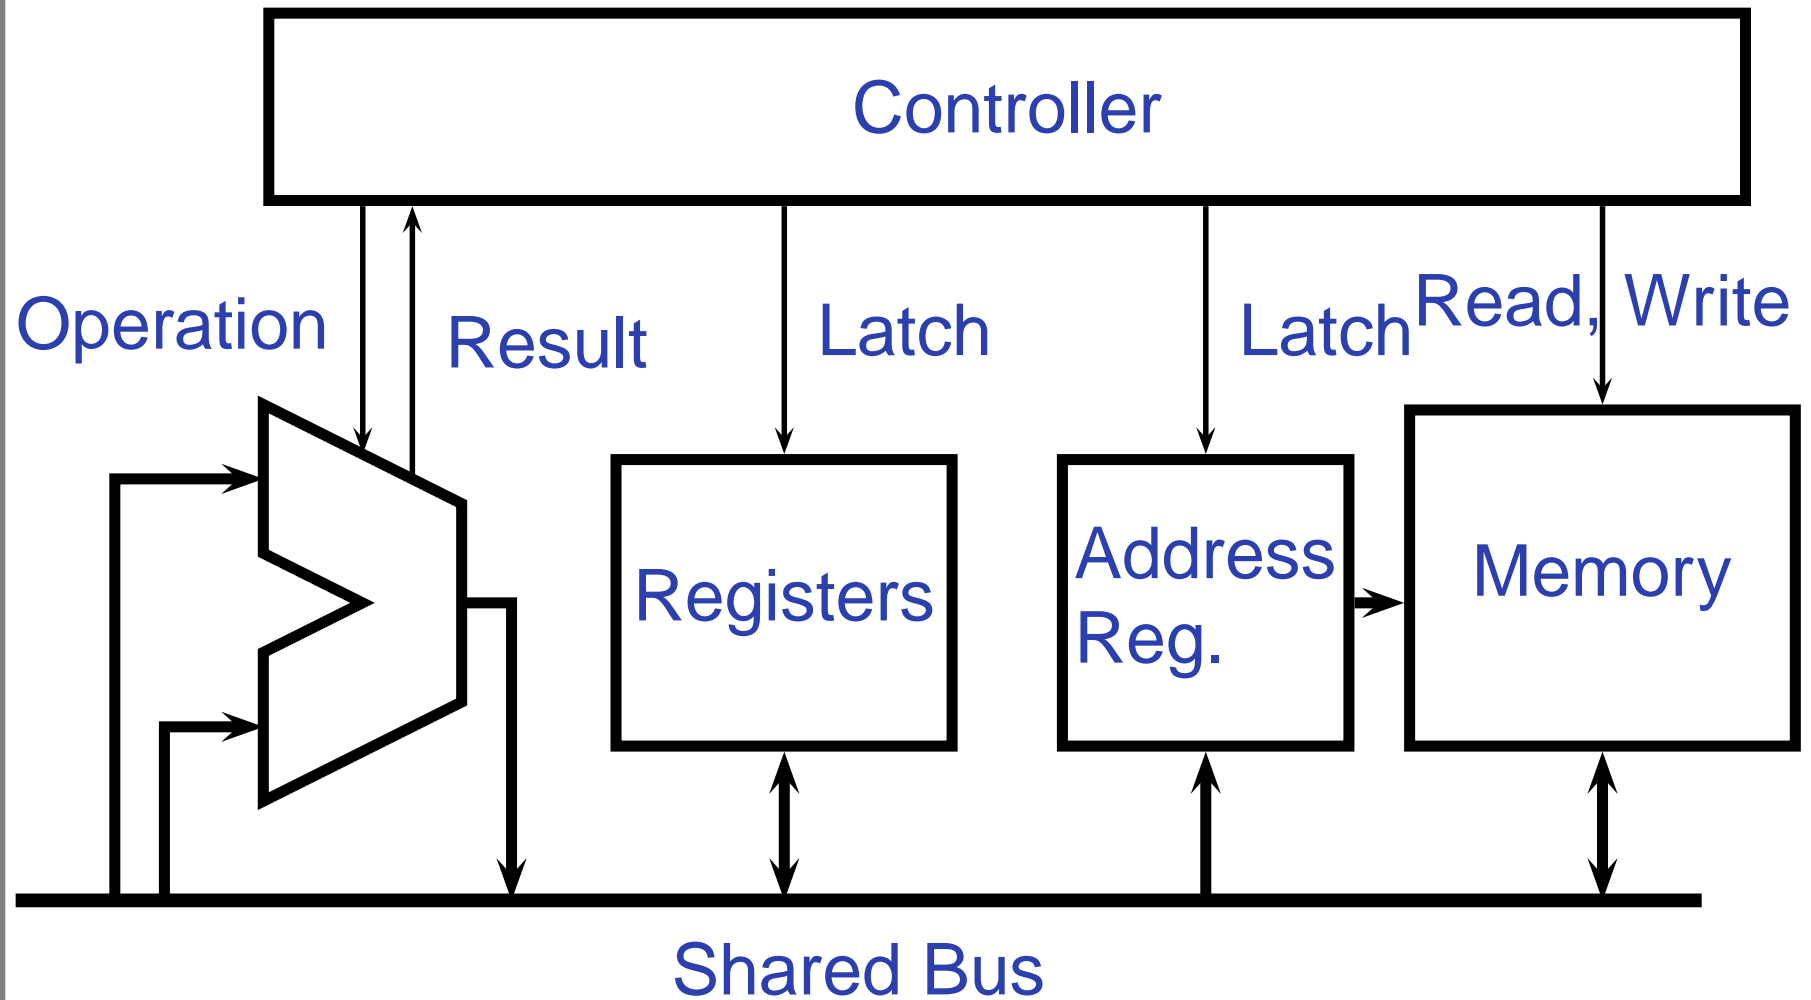 Controller
Operation
Result
Latch
Latch
Read, Write
Registers
Address
Reg.
Memory
Shared Bus